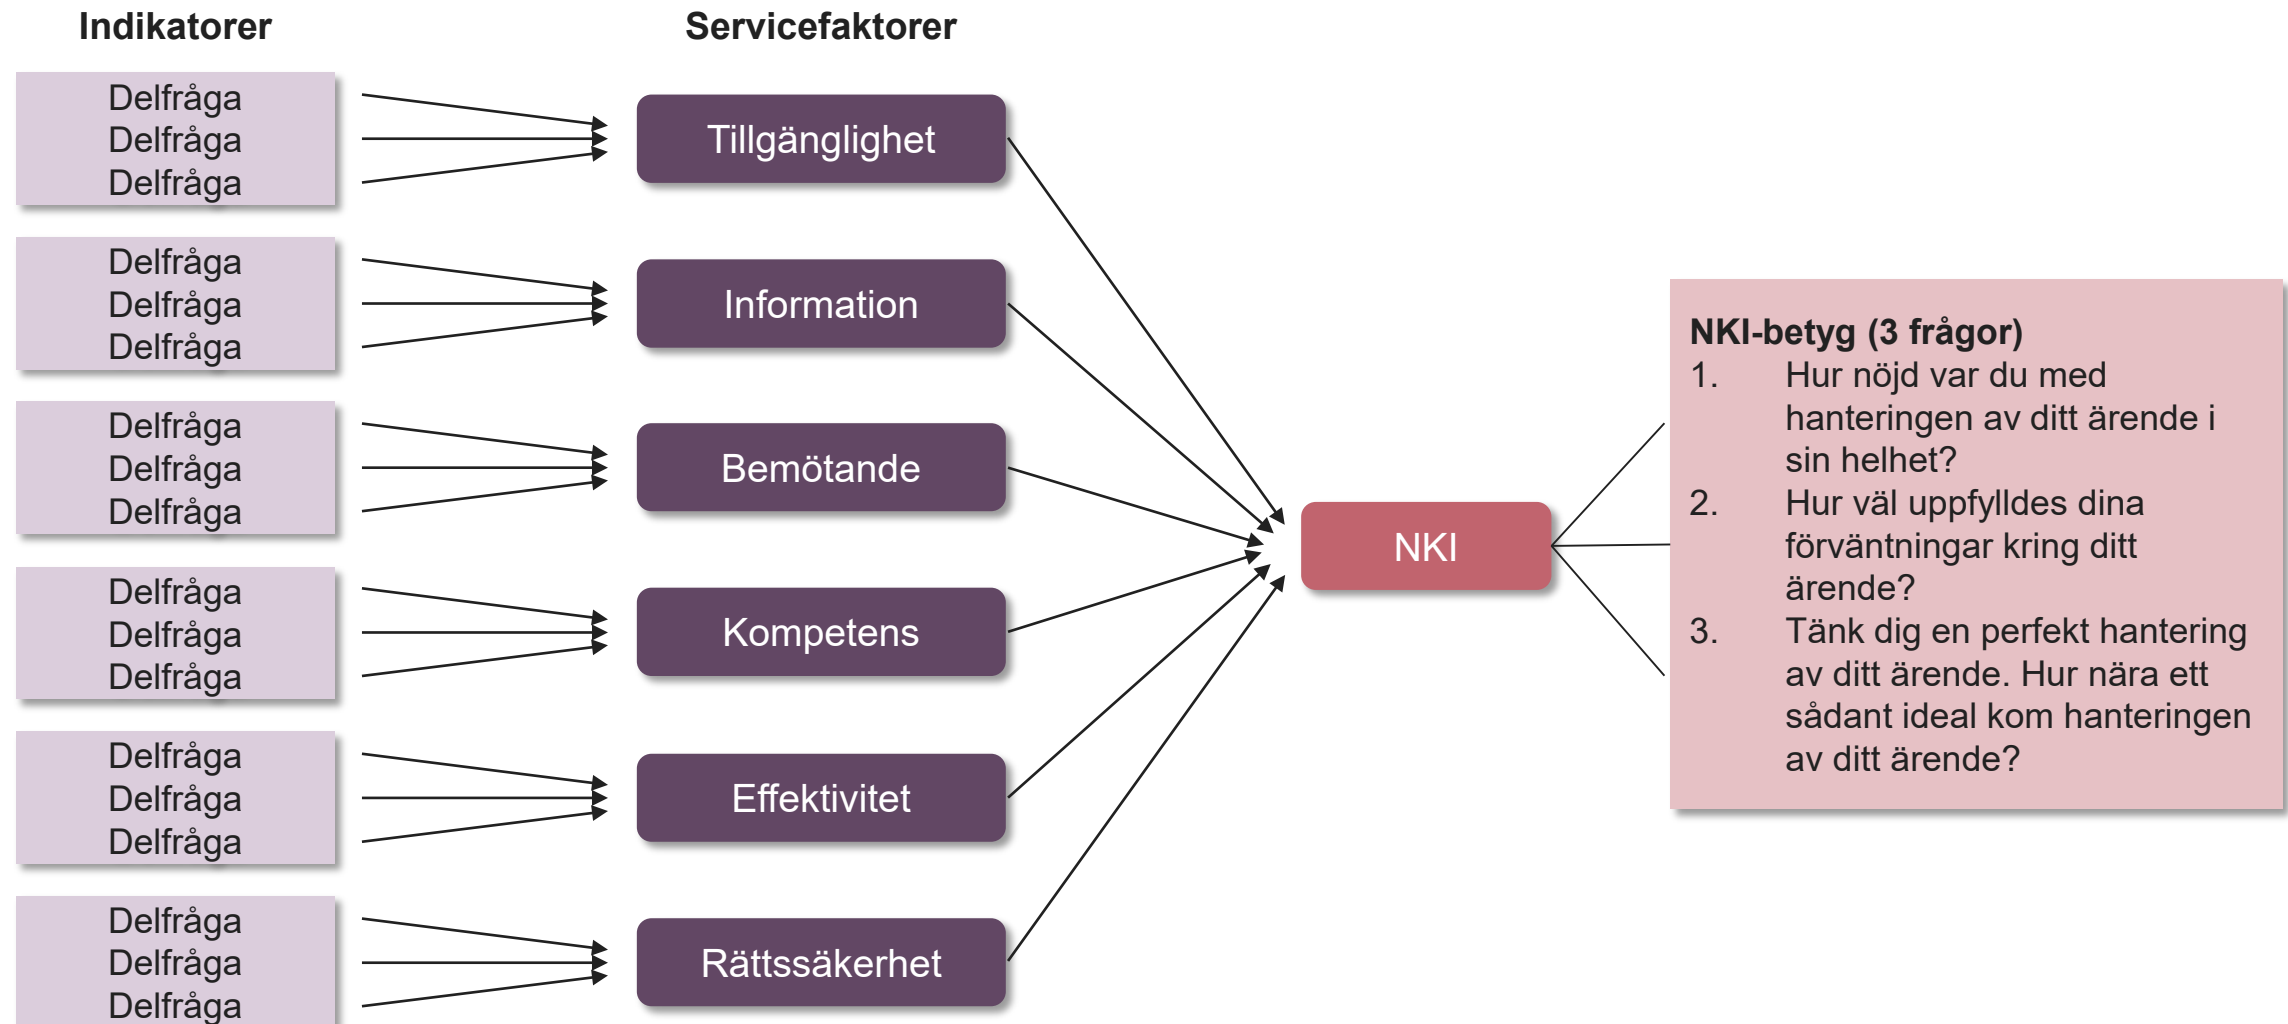 Indikatorer
Servicefaktorer
Delfråga
Delfråga
Delfråga
Tillgänglighet
Delfråga
Delfråga
Delfråga
Information
Delfråga
Delfråga
Delfråga
Bemötande
Delfråga
Delfråga
Delfråga
Kompetens
Delfråga
Delfråga
Delfråga
Effektivitet
Delfråga
Delfråga
Delfråga
Rättssäkerhet
NKI
NKI-betyg (3 frågor)
1. Hur nöjd var du med
hanteringen av ditt ärende i
sin helhet?
2. Hur väl uppfylldes dina
förväntningar kring ditt
ärende?
3. Tänk dig en perfekt hantering
av ditt ärende. Hur nära ett
sådant ideal kom hanteringen
av ditt ärende?